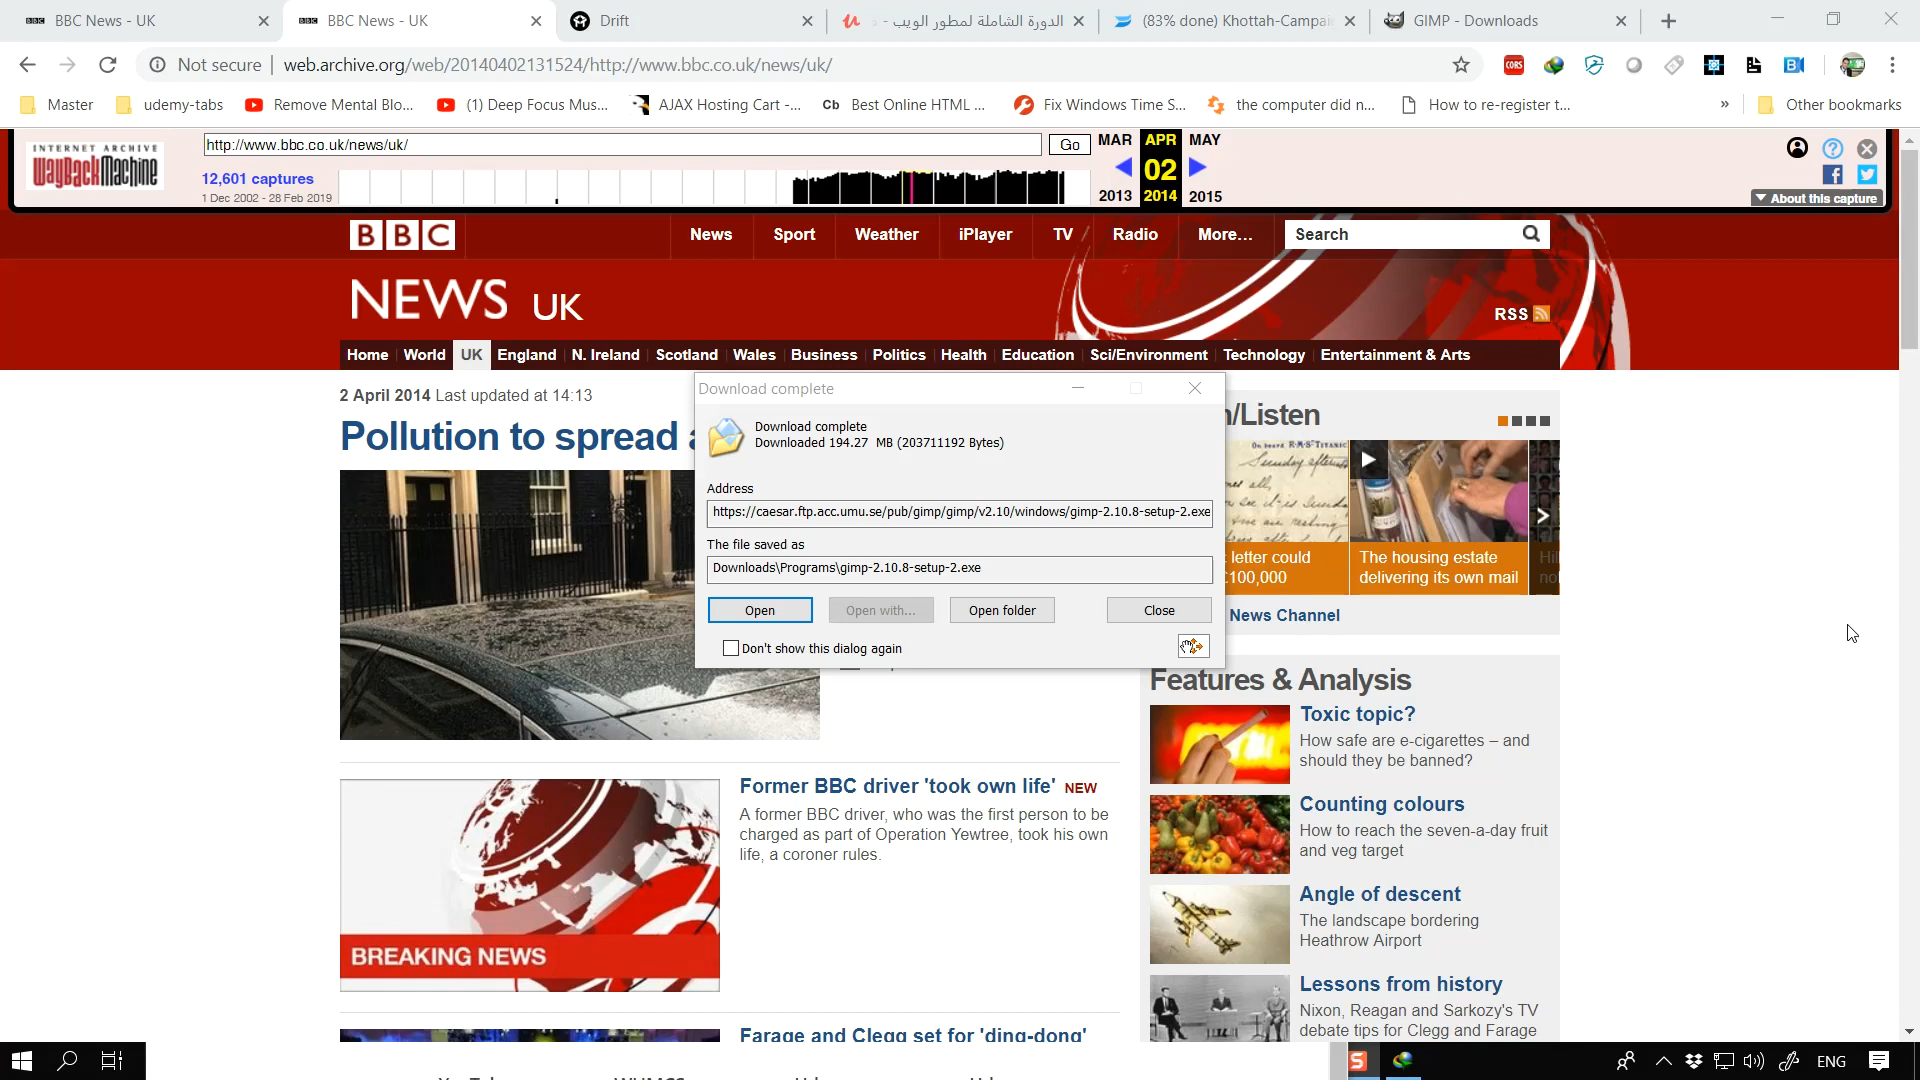 BBC News - UK
BBC News - UK
Drift
الدورة الشاملة لمطور الويب -
(83% done) Khottah-Campai
GIMP - Downloads
Not secure
web.archive.org/web/20140402131524/http://www.bbc.co.uk/news/uk/
CORS
Master
udemy-tabs
Remove Mental Blo...
(1) Deep Focus Mus...
AJAX Hosting Cart -...
Cb
Best Online HTML ...
Fix Windows Time S...
the computer did n...
How to re-register t...
»
Other bookmarks
INTERNET ARCHIVE
WayBackMachine
http://www.bbc.co.uk/news/uk/
Go
12,601 captures
1 Dec 2002 - 28 Feb 2019
MAR APR MAY
02
2013 2014 2015
About this capture
BBC
News
Sport
Weather
iPlayer
TV
Radio
More...
Search
NEWS UK
RSS
Home
World
UK
England
N. Ireland
Scotland
Wales
Business
Politics
Health
Education
Sci/Environment
Technology
Entertainment & Arts
2 April 2014 Last updated at 14:13
Pollution to spread
Download complete
Download complete
Downloaded 194.27 MB (203711192 Bytes)
Address
https://caesar.ftp.acc.umu.se/pub/gimp/gimp/v2.10/windows/gimp-2.10.8-setup-2.exe
The file saved as
Downloads\Programs\gimp-2.10.8-setup-2.exe
Open
Open with...
Open folder
Close
Don't show this dialog again
/Listen
On board R.M.S TITANIC
letter could
£100,000
The housing estate
delivering its own mail
News Channel
Features & Analysis
Toxic topic?
How safe are e-cigarettes – and
should they be banned?
Counting colours
How to reach the seven-a-day fruit
and veg target
Angle of descent
The landscape bordering
Heathrow Airport
Lessons from history
Nixon, Reagan and Sarkozy's TV
debate tips for Clegg and Farage
Former BBC driver 'took own life' NEW
A former BBC driver, who was the first person to be
charged as part of Operation Yewtree, took his own
life, a coroner rules.
BREAKING NEWS
Farage and Clegg set for 'ding-dong'
ENG